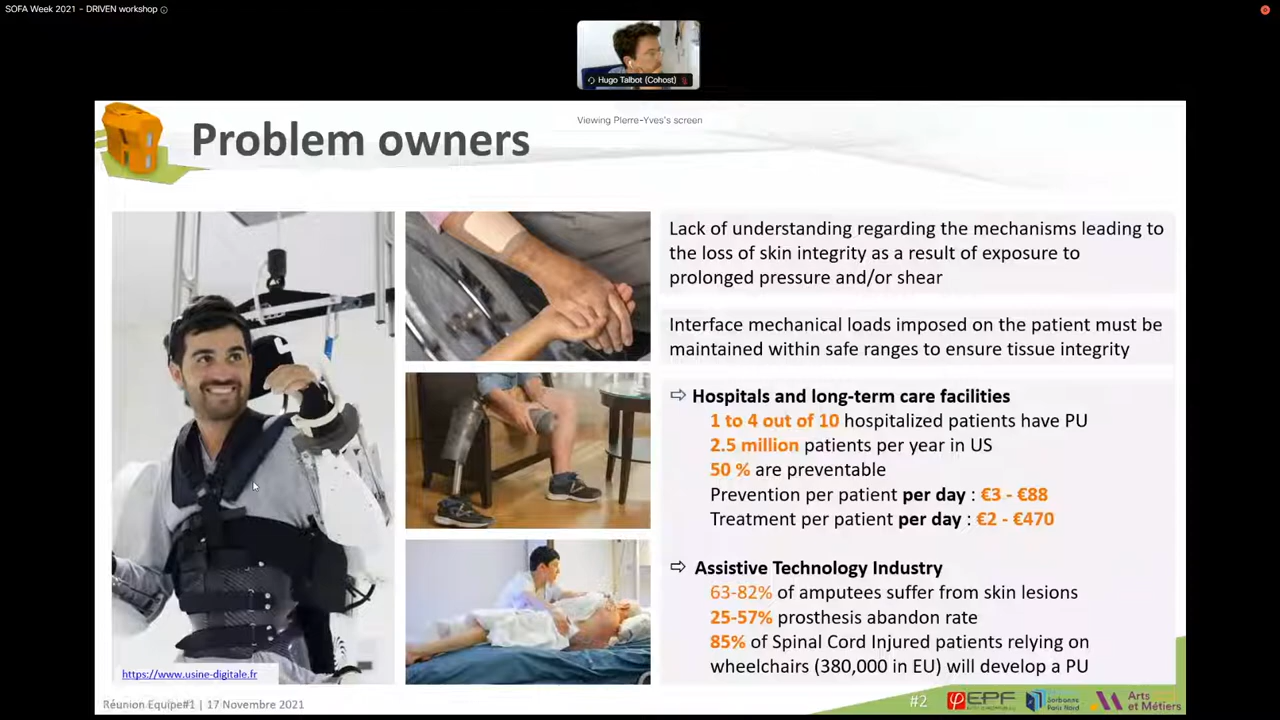 SOFA Week 2021 - DRIVEN workshop
Hugo Talbot (Cohost)
Viewing Pierre-Yves's screen
Problem owners
Lack of understanding regarding the mechanisms leading to
the loss of skin integrity as a result of exposure to
prolonged pressure and/or shear
Interface mechanical loads imposed on the patient must be
maintained within safe ranges to ensure tissue integrity
⇨ Hospitals and long-term care facilities
1 to 4 out of 10 hospitalized patients have PU
2.5 million patients per year in US
50 % are preventable
Prevention per patient per day : €3 - €88
Treatment per patient per day : €2 - €470
⇨ Assistive Technology Industry
63-82% of amputees suffer from skin lesions
25-57% prosthesis abandon rate
85% of Spinal Cord Injured patients relying on
wheelchairs (380,000 in EU) will develop a PU
https://www.usine-digitale.fr
Réunion Equipe#1 | 17 Novembre 2021
#2
EPF
Sorbonne
Paris Nord
Arts
et Métiers